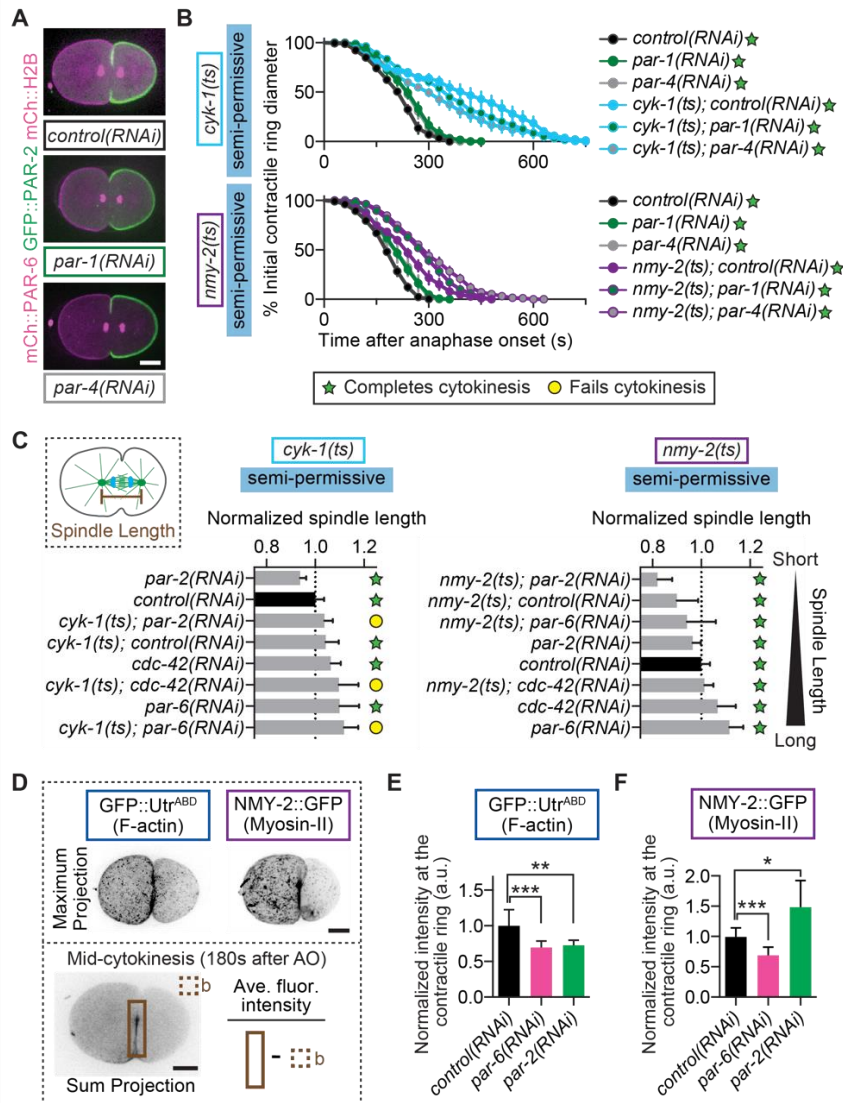 A
mCh::PAR-6 GFP::PAR-2 mCh::H2B
control(RNAi)
par-1(RNAi)
par-4(RNAi)
B
cyk-1(ts)
semi-permissive
nmy-2(ts)
semi-permissive
% Initial contractile ring diameter
100
50
0
300
600
control(RNAi)
par-1(RNAi)
par-4(RNAi)
cyk-1(ts); control(RNAi)
cyk-1(ts); par-1(RNAi)
cyk-1(ts); par-4(RNAi)
100
50
0
300
600
Time after anaphase onset (s)
control(RNAi)
par-1(RNAi)
par-4(RNAi)
nmy-2(ts); control(RNAi)
nmy-2(ts); par-1(RNAi)
nmy-2(ts); par-4(RNAi)
Completes cytokinesis
Fails cytokinesis
C
Spindle Length
cyk-1(ts)
semi-permissive
Normalized spindle length
0.8 1.0 1.2
par-2(RNAi)
control(RNAi)
cyk-1(ts); par-2(RNAi)
cyk-1(ts); control(RNAi)
cdc-42(RNAi)
cyk-1(ts); cdc-42(RNAi)
par-6(RNAi)
cyk-1(ts); par-6(RNAi)
nmy-2(ts)
semi-permissive
Normalized spindle length
0.8 1.0 1.2
nmy-2(ts); par-2(RNAi)
nmy-2(ts); control(RNAi)
nmy-2(ts); par-6(RNAi)
par-2(RNAi)
control(RNAi)
nmy-2(ts); cdc-42(RNAi)
cdc-42(RNAi)
par-6(RNAi)
Short
Spindle Length
Long
D
GFP::UtrABD
(F-actin)
NMY-2::GFP
(Myosin-II)
Maximum
Projection
Mid-cytokinesis (180s after AO)
b
Sum Projection
Ave. fluor.
intensity
- b
E
GFP::UtrABD
(F-actin)
Normalized intensity at the
contractile ring (a.u.)
1.5
1.0
0.5
0.0
**
***
control(RNAi)
par-6(RNAi)
par-2(RNAi)
F
NMY-2::GFP
(Myosin-II)
Normalized intensity at the
contractile ring (a.u.)
2.0
1.5
1.0
0.5
0.0
*
***
control(RNAi)
par-6(RNAi)
par-2(RNAi)